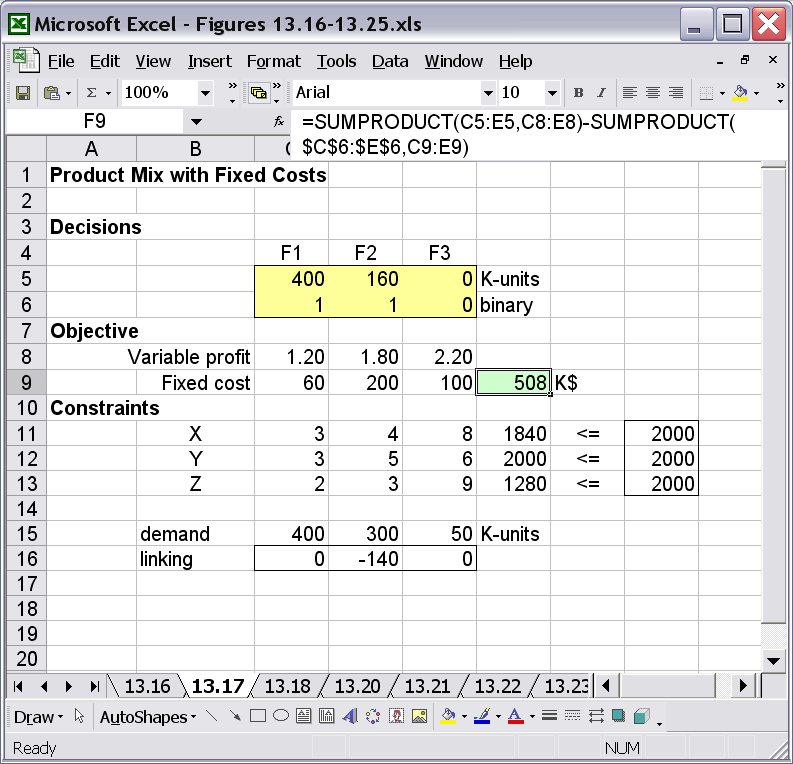 Microsoft Excel - Figures 13.16-13.25.xls
File Edit View Insert Format Tools Data Window Help
Σ 100% » » Arial 10 B I »
F9 fx =SUMPRODUCT(C5:E5,C8:E8)-SUMPRODUCT(
$C$6:$E$6,C9:E9)
A B
1 Product Mix with Fixed Costs
2
3 Decisions
4 F1 F2 F3
5 400 160 0 K-units
6 1 1 0 binary
7 Objective
8 Variable profit 1.20 1.80 2.20
9 Fixed cost 60 200 100 508 K$
10 Constraints
11 X 3 4 8 1840 <= 2000
12 Y 3 5 6 2000 <= 2000
13 Z 2 3 9 1280 <= 2000
14
15 demand 400 300 50 K-units
16 linking 0 -140 0
17
18
19
20
13.16 13.17 13.18 13.20 13.21 13.22 13.23
Draw AutoShapes A A
Ready NUM